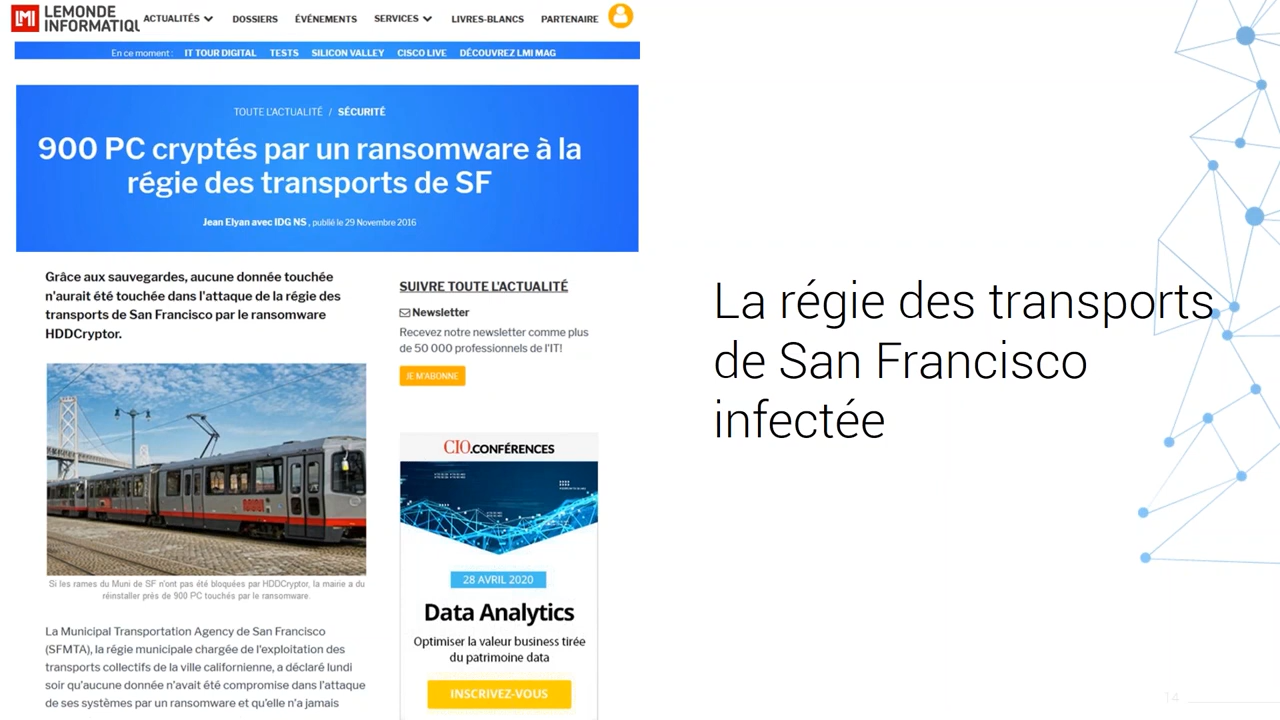 LMI LEMONDE
INFORMATIQU
ACTUALITÉS DOSSIERS ÉVÉNEMENTS SERVICES LIVRES-BLANCS PARTENAIRE
En ce moment : IT TOUR DIGITAL TESTS SILICON VALLEY CISCO LIVE DÉCOUVREZ LMI MAG
TOUTE L'ACTUALITÉ / SÉCURITÉ
900 PC cryptés par un ransomware à la
régie des transports de SF
Jean Elyan avec IDG NS , publié le 29 Novembre 2016
Grâce aux sauvegardes, aucune donnée touchée
n'aurait été touchée dans l'attaque de la régie des
transports de San Francisco par le ransomware
HDDCryptor.
Si les rames du Muni de SF n'ont pas été bloquées par HDDCryptor, la mairie a du
réinstaller près de 900 PC touchés par le ransomware.
La Municipal Transportation Agency de San Francisco
(SFMTA), la régie municipale chargée de l'exploitation des
transports collectifs de la ville californienne, a déclaré lundi
soir qu'aucune donnée n'avait été compromise dans l'attaque
de ses systèmes par un ransomware et qu'elle n'a jamais
SUIVRE TOUTE L'ACTUALITÉ
Newsletter
Recevez notre newsletter comme plus
de 50 000 professionnels de l'IT!
JE M'ABONNE
CIO.CONFÉRENCES
28 AVRIL 2020
Data Analytics
Optimiser la valeur business tirée
du patrimoine data
INSCRIVEZ-VOUS
La régie des transports
de San Francisco
infectée
14